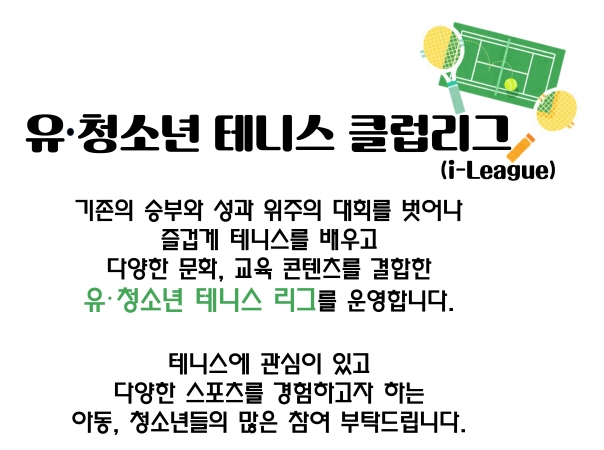 유·청소년 테니스 클럽리그
(i-League)
기존의 승부와 성과 위주의 대회를 벗어나
즐겁게 테니스를 배우고
다양한 문화, 교육 콘텐츠를 결합한
유·청소년 테니스 리그를 운영합니다.
테니스에 관심이 있고
다양한 스포츠를 경험하고자 하는
아동, 청소년들의 많은 참여 부탁드립니다.